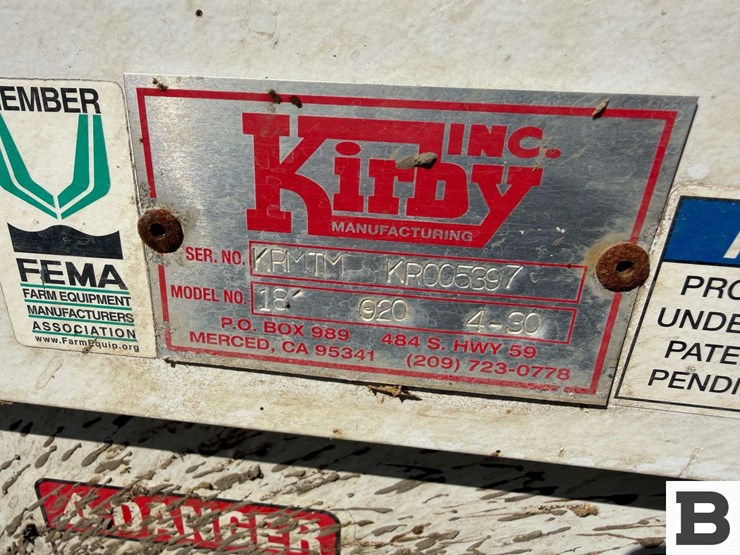 EMBER
FEMA
FARM EQUIPMENT
MANUFACTURERS
ASSOCIATION
www.FarmEquip.org
Kirby INC.
MANUFACTURING
SER. NO. KRMTM KR005397
MODEL NO. 18' 920 4-30
P.O. BOX 989 484 S. HWY 59
MERCED, CA 95341 (209) 723-0778
PRO
UNDE
PATE
PENDI
DANGER
B